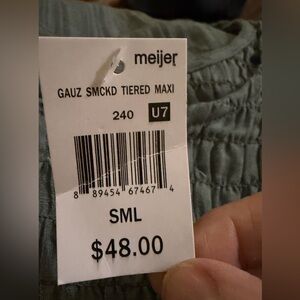 meijer
GAUZ SMCKD TIERED MAXI
240 U7
8 89454 67467 4
SML
$48.00